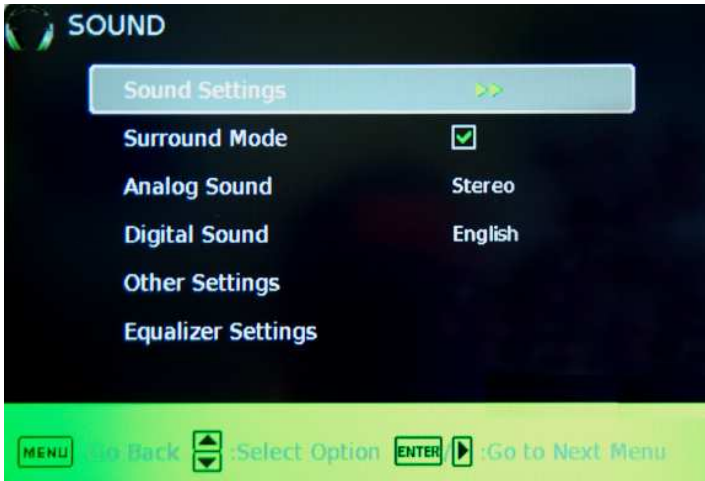 SOUND
Sound Settings
Surround Mode
Analog Sound Stereo
Digital Sound English
Other Settings
Equalizer Settings
MENU :Go Back :Select Option ENTER / :Go to Next Menu